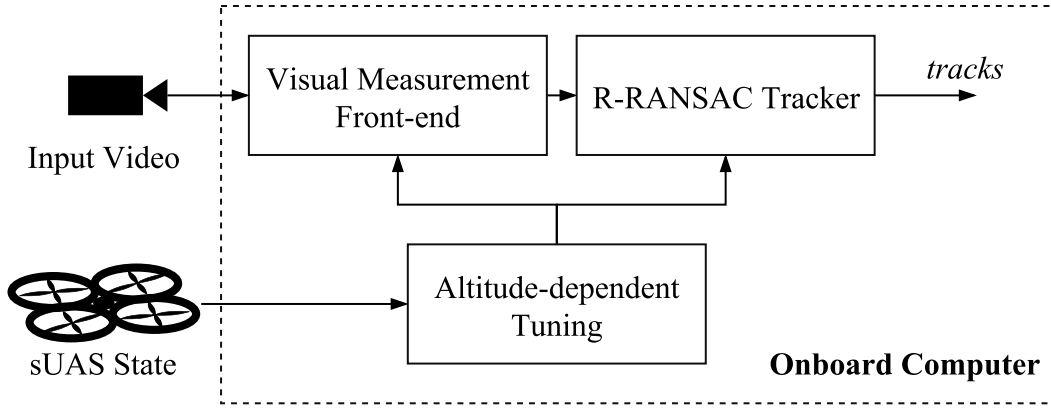 Visual Measurement
Front-end
R-RANSAC Tracker
tracks
Input Video
Altitude-dependent
Tuning
sUAS State
Onboard Computer